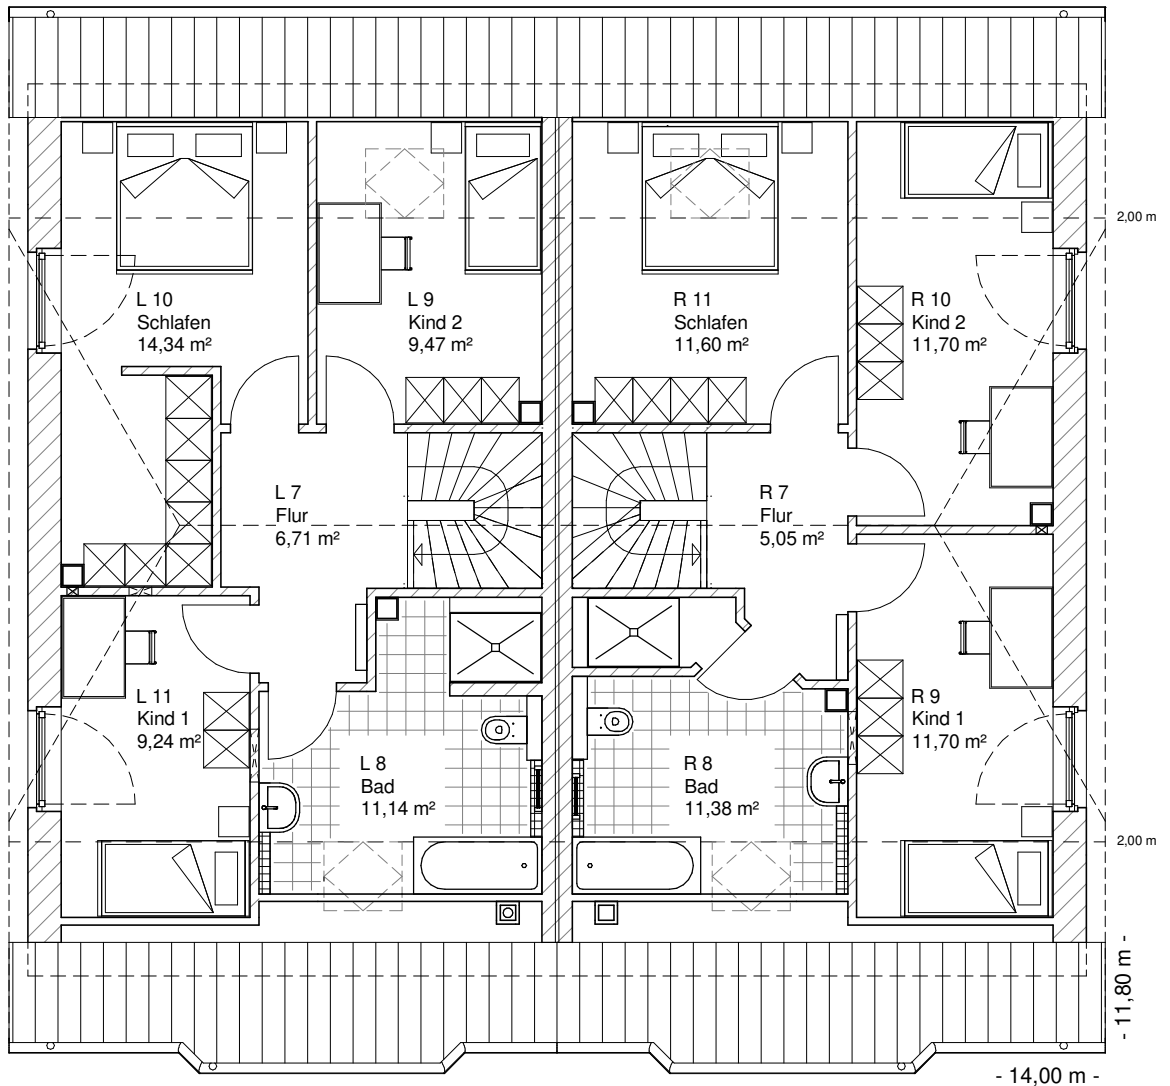 2,00 m
L 10
Schlafen
14,34 m²
L 9
Kind 2
9,47 m²
R 11
Schlafen
11,60 m²
R 10
Kind 2
11,70 m²
L 7
Flur
6,71 m²
R 7
Flur
5,05 m²
L 11
Kind 1
9,24 m²
L 8
Bad
11,14 m²
R 8
Bad
11,38 m²
R 9
Kind 1
11,70 m²
2,00 m
- 11,80 m -
- 14,00 m -